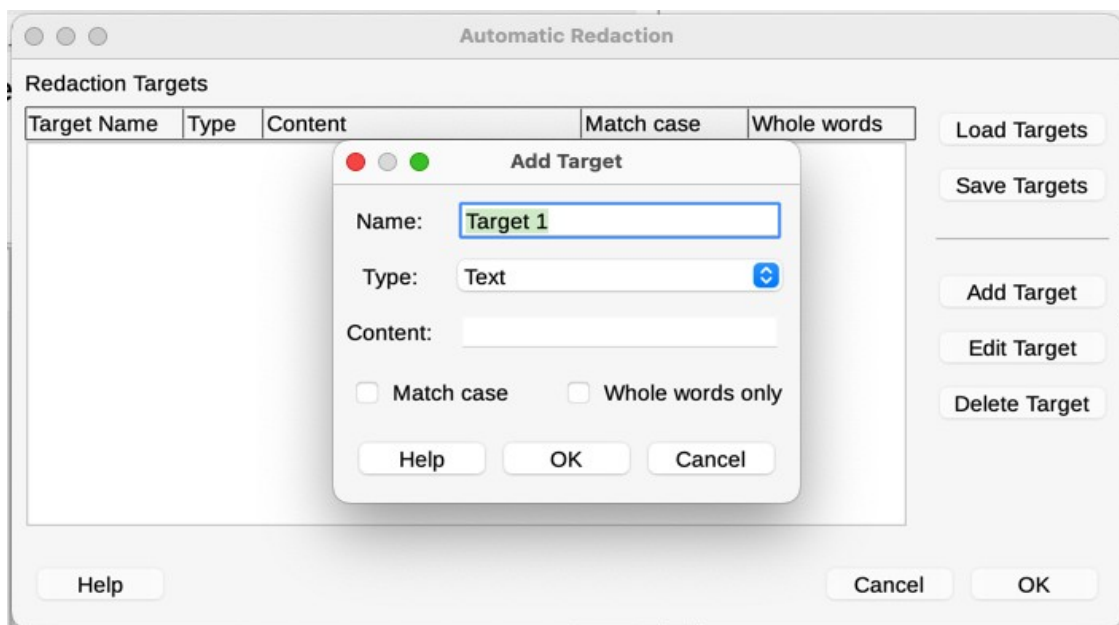 Automatic Redaction
Redaction Targets
Target Name Type Content Match case Whole words
Load Targets
Save Targets
Add Target
Edit Target
Delete Target
Add Target
Name: Target 1
Type: Text
Content:
Match case Whole words only
Help OK Cancel
Help Cancel OK